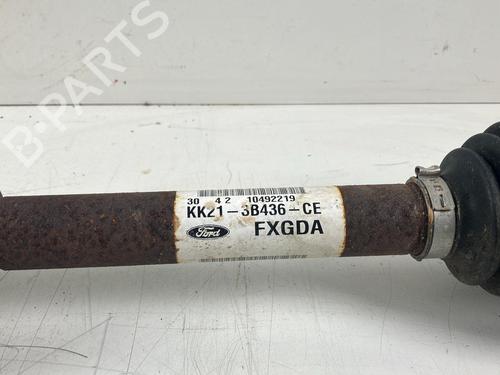 B-PARTS
30 42 10492219
KK21-3B436-CE
Ford FXGDA